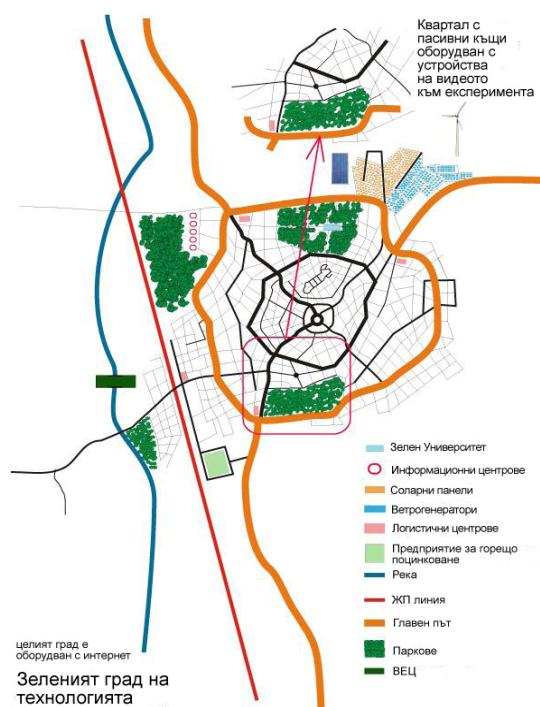 Квартал с
пасивни къщи
оборудван с
устройства
на видеото
към експеримента
Зелен Университет
Информационни центрове
Соларни панели
Ветрогенератори
Логистични центрове
Предприятие за горещо
поцинковане
Река
ЖП линия
Главен път
Паркове
ВЕЦ
целият град е
оборудван с интернет
Зеленият град на
технологията